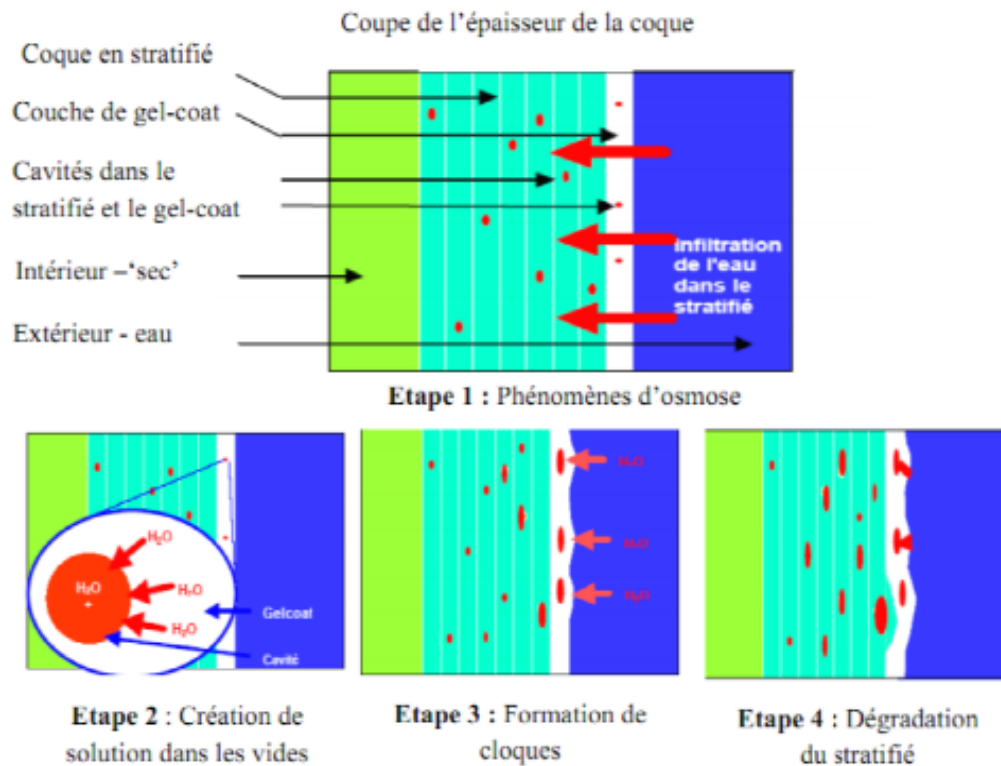 Coupe de l’épaisseur de la coque
Coque en stratifié
Couche de gel-coat
Cavités dans le
stratifié et le gel-coat
Intérieur –‘sec’
Extérieur - eau
Infiltration
de l'eau
dans le
stratifié
Etape 1 : Phénomènes d’osmose
H₂O
H₂O
+
H₂O
H₂O
Gelcoat
Cavité
Etape 2 : Création de
solution dans les vides
H₂O
H₂O
H₂O
Etape 3 : Formation de
cloques
Etape 4 : Dégradation
du stratifié